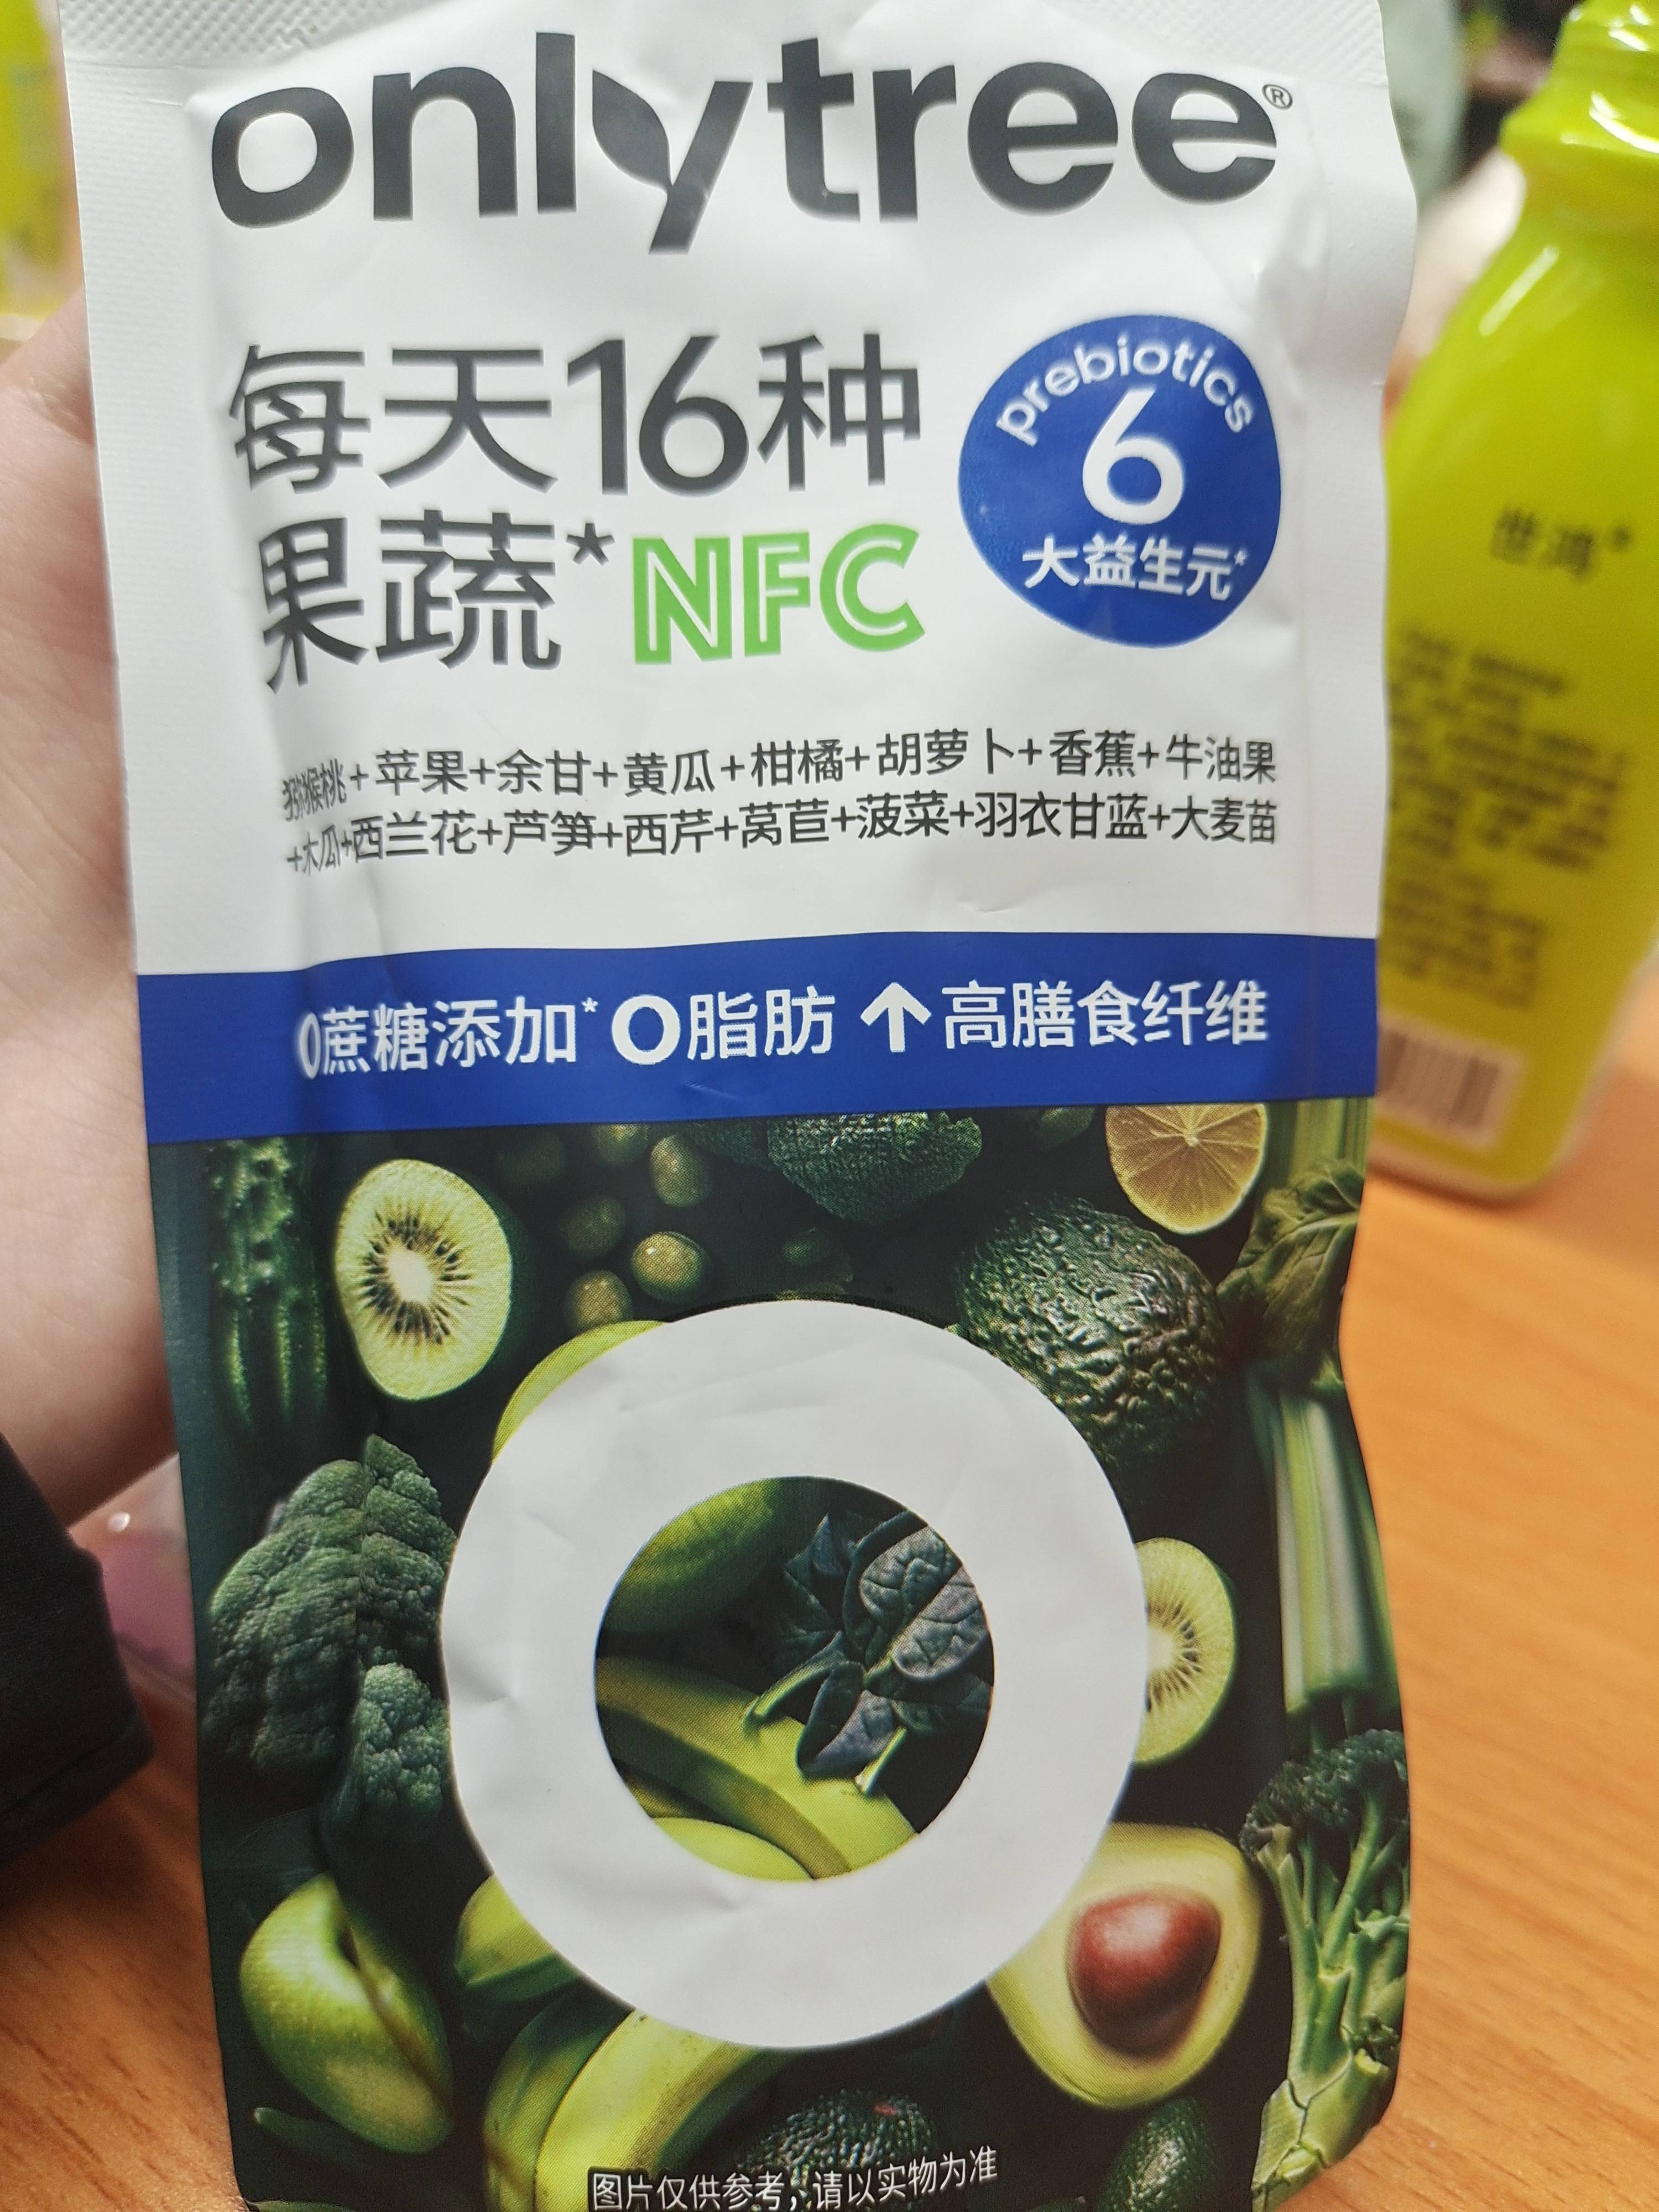 onlytree®
每天16种
果蔬*NFC
prebiotics
6
大益生元*
猕猴桃+苹果+余甘+黄瓜+柑橘+胡萝卜+香蕉+牛油果
+木瓜+西兰花+芦笋+西芹+莴苣+菠菜+羽衣甘蓝+大麦苗
0蔗糖添加*0脂肪↑高膳食纤维
图片仅供参考，请以实物为准
世鸿®